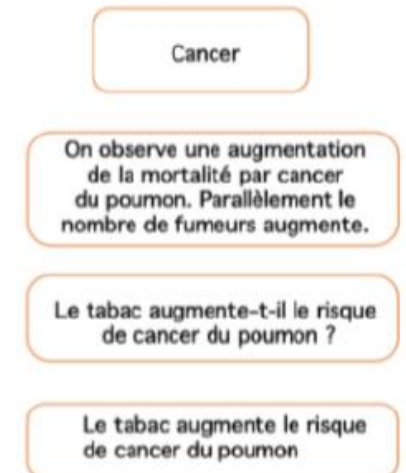 Cancer
On observe une augmentation
de la mortalité par cancer
du poumon. Parallèlement le
nombre de fumeurs augmente.
Le tabac augmente-t-il le risque
de cancer du poumon ?
Le tabac augmente le risque
de cancer du poumon